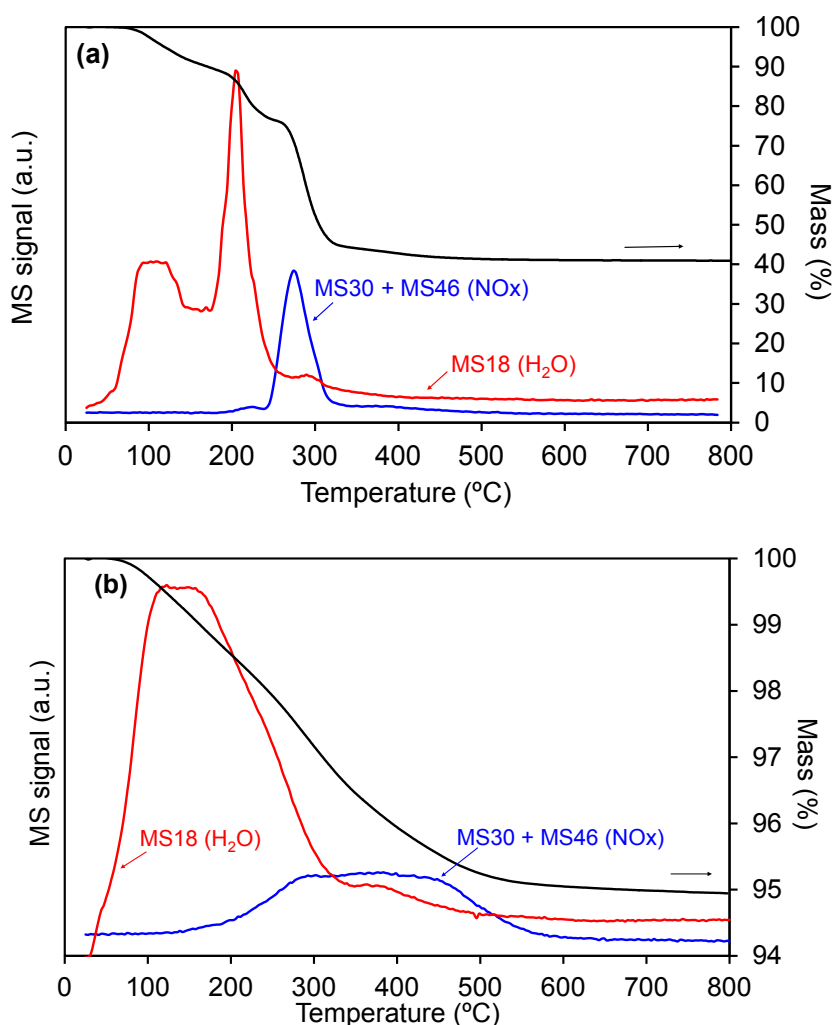 (a)
MS signal (a.u.)
Mass (%)
100
90
80
70
60
50
40
30
20
10
0
MS30 + MS46 (NOx)
MS18 (H₂O)
0 100 200 300 400 500 600 700 800
Temperature (ºC)
(b)
MS signal (a.u.)
Mass (%)
100
99
98
97
96
95
94
MS18 (H₂O)
MS30 + MS46 (NOx)
0 100 200 300 400 500 600 700 800
Temperature (ºC)